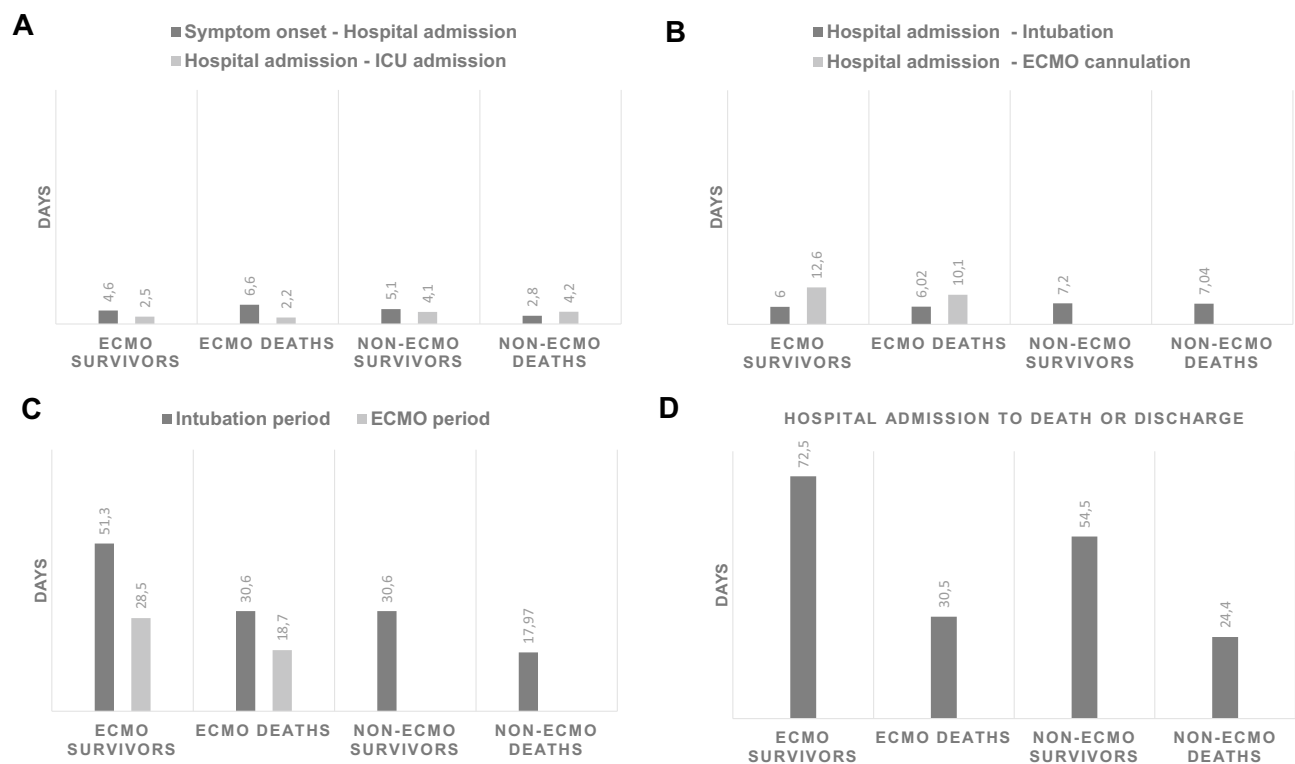 A
Symptom onset - Hospital admission
Hospital admission - ICU admission
DAYS
4,6
2,5
6,6
2,2
5,1
4,1
2,8
4,2
ECMO SURVIVORS
ECMO DEATHS
NON-ECMO SURVIVORS
NON-ECMO DEATHS
B
Hospital admission - Intubation
Hospital admission - ECMO cannulation
DAYS
6
12,6
6,02
10,1
7,2
7,04
ECMO SURVIVORS
ECMO DEATHS
NON-ECMO SURVIVORS
NON-ECMO DEATHS
C
Intubation period
ECMO period
DAYS
51,3
28,5
30,6
18,7
30,6
17,97
ECMO SURVIVORS
ECMO DEATHS
NON-ECMO SURVIVORS
NON-ECMO DEATHS
D
HOSPITAL ADMISSION TO DEATH OR DISCHARGE
DAYS
72,5
30,5
54,5
24,4
ECMO SURVIVORS
ECMO DEATHS
NON-ECMO SURVIVORS
NON-ECMO DEATHS